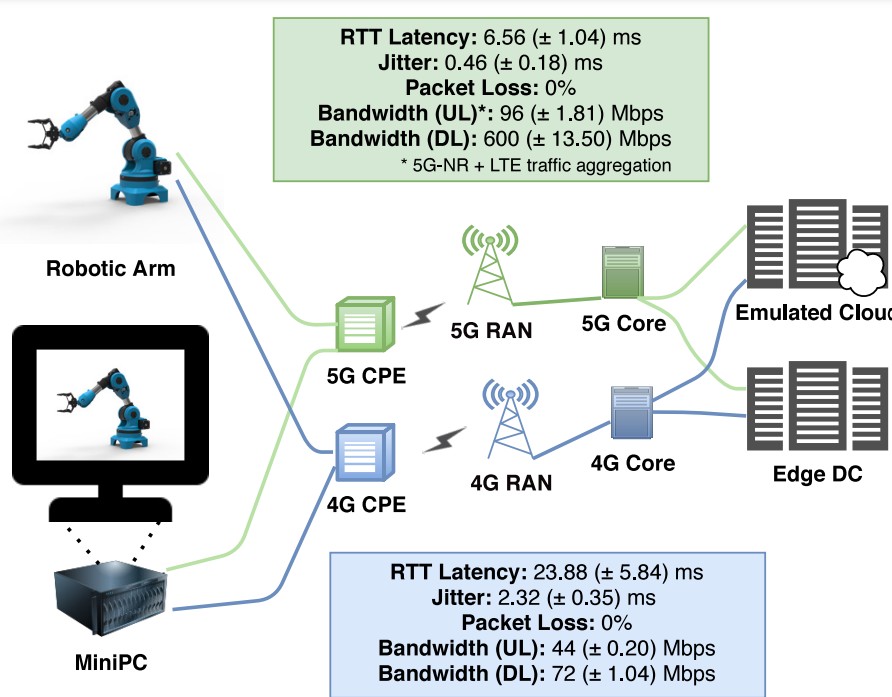 RTT Latency: 6.56 (± 1.04) ms
Jitter: 0.46 (± 0.18) ms
Packet Loss: 0%
Bandwidth (UL)*: 96 (± 1.81) Mbps
Bandwidth (DL): 600 (± 13.50) Mbps
* 5G-NR + LTE traffic aggregation
Robotic Arm
5G CPE
5G RAN
5G Core
Emulated Cloud
4G CPE
4G RAN
4G Core
Edge DC
MiniPC
RTT Latency: 23.88 (± 5.84) ms
Jitter: 2.32 (± 0.35) ms
Packet Loss: 0%
Bandwidth (UL): 44 (± 0.20) Mbps
Bandwidth (DL): 72 (± 1.04) Mbps